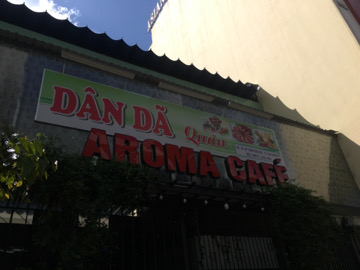 DÂN DÃ
Quán
AROMA CAFÉ